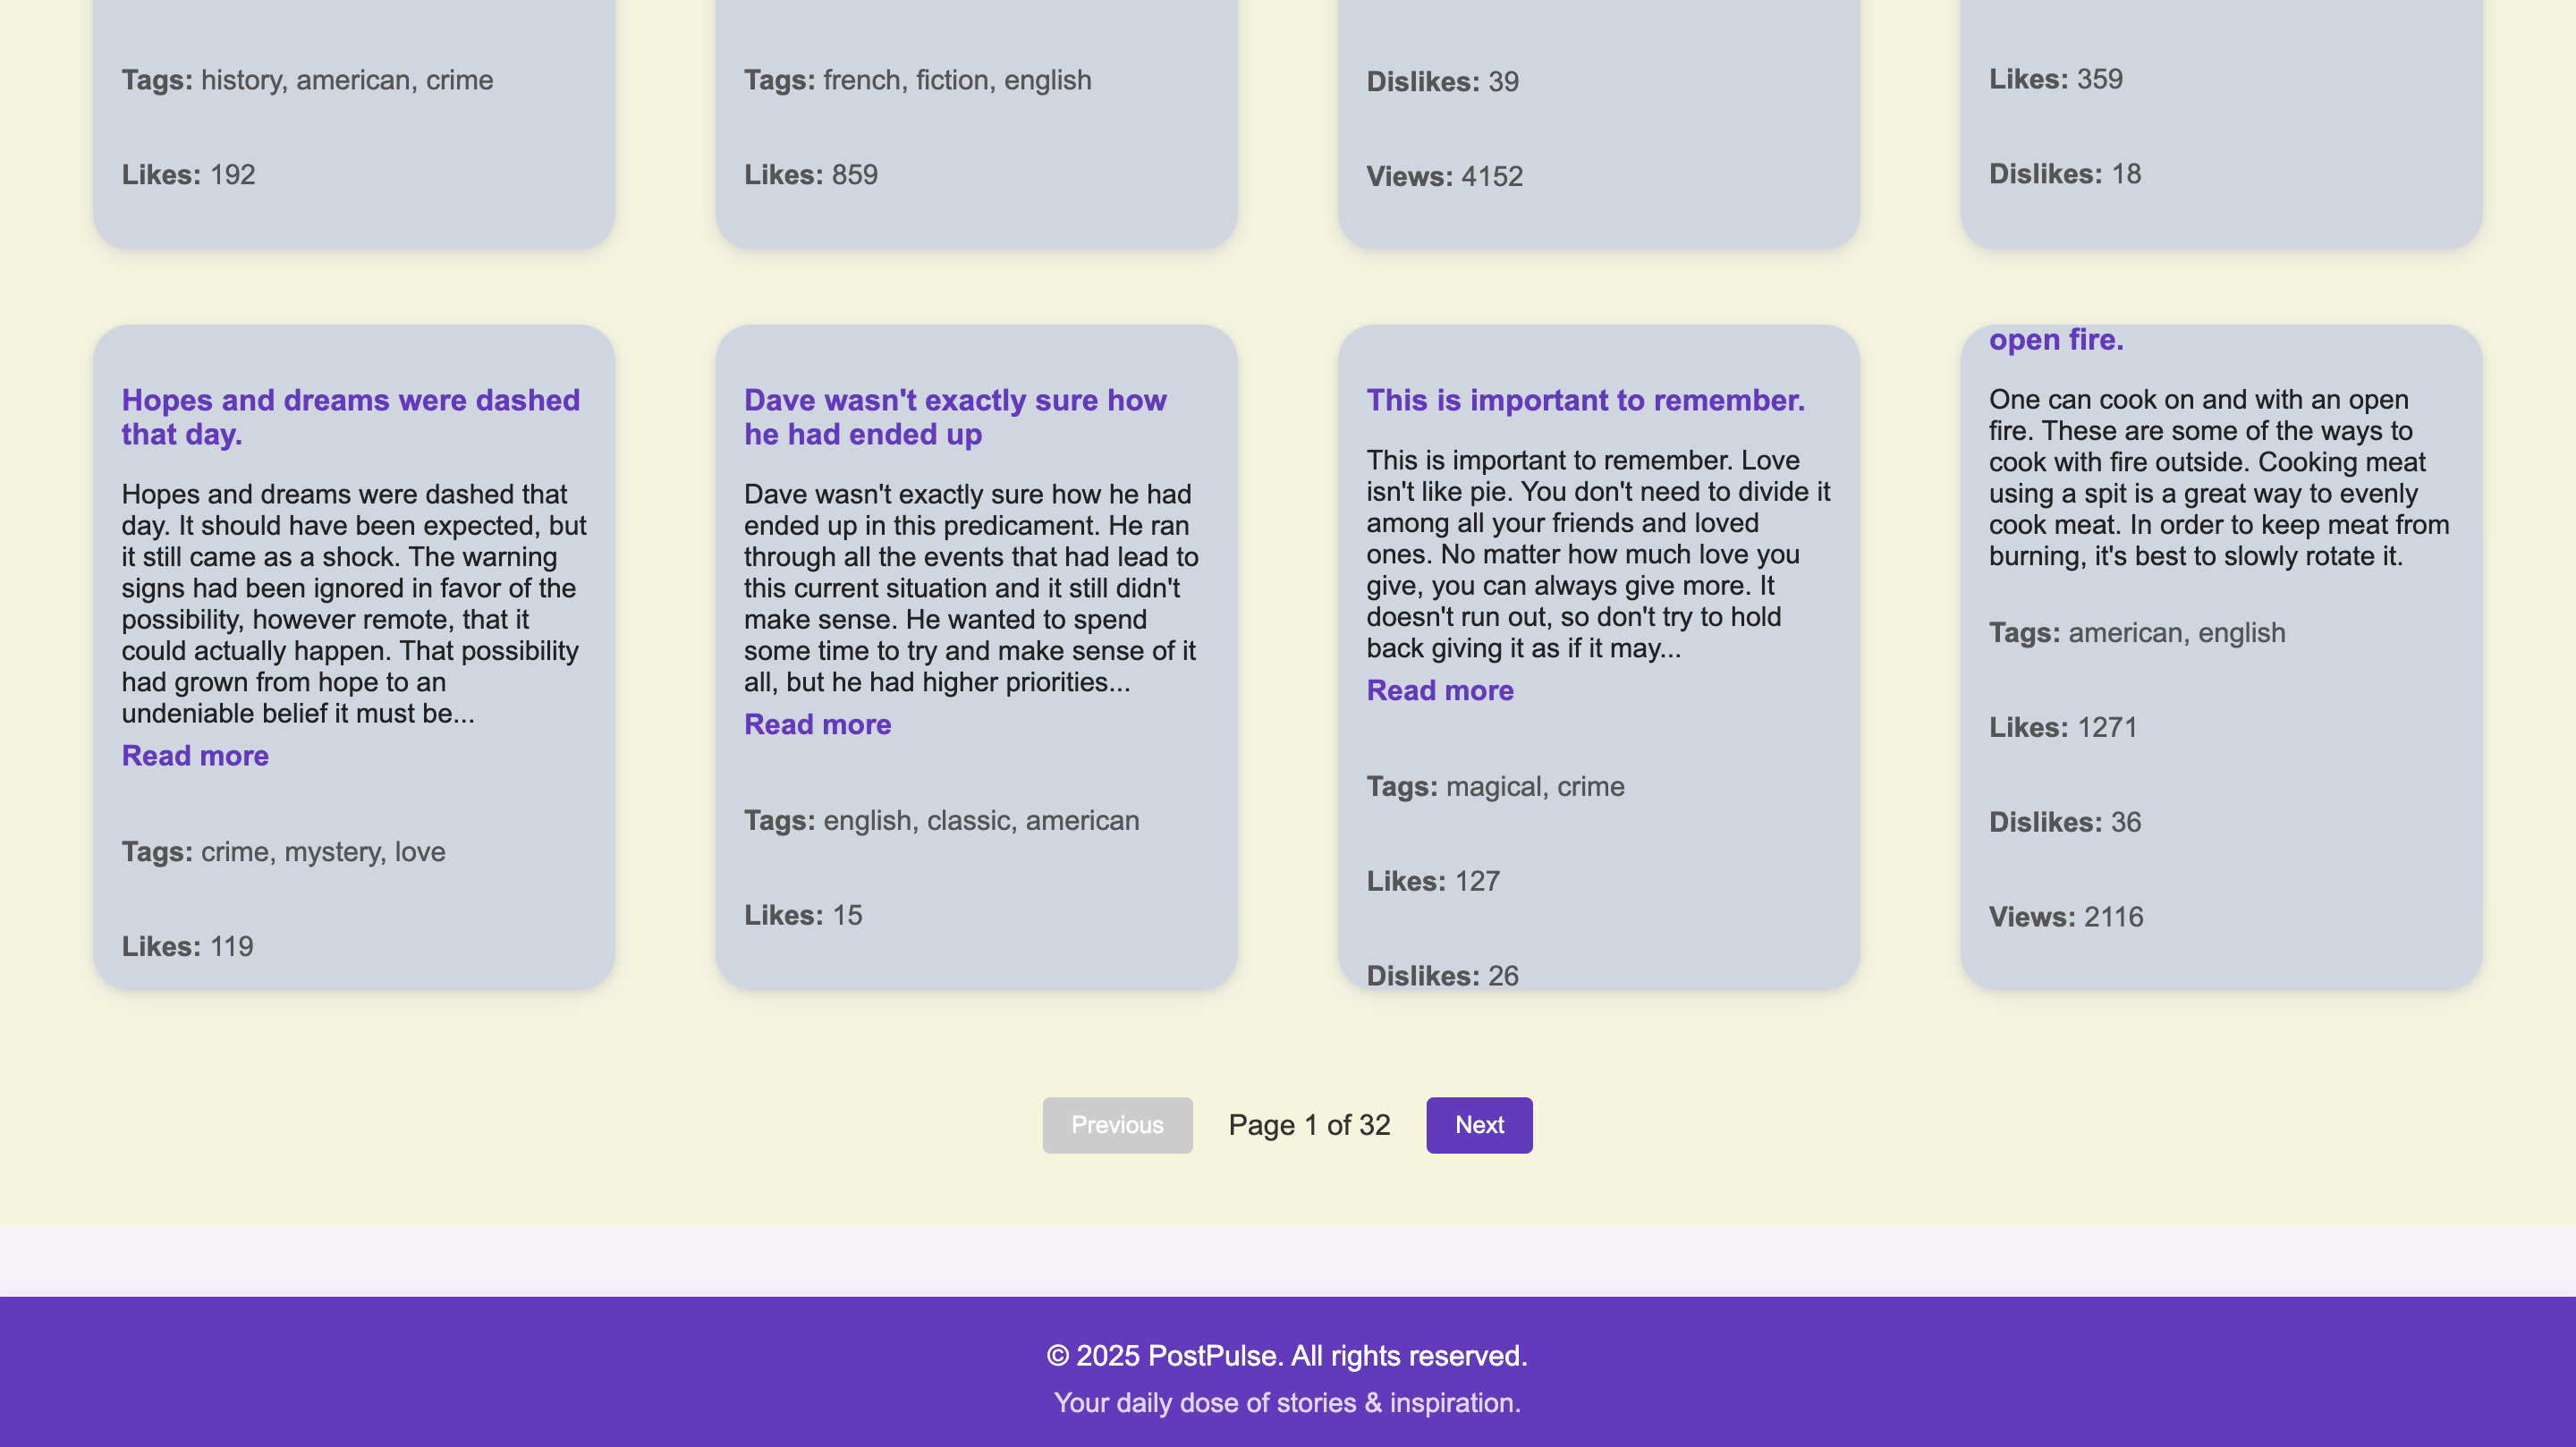 Tags: history, american, crime
Likes: 192
Tags: french, fiction, english
Likes: 859
Dislikes: 39
Views: 4152
Likes: 359
Dislikes: 18
Hopes and dreams were dashed
that day.
Hopes and dreams were dashed that
day. It should have been expected, but
it still came as a shock. The warning
signs had been ignored in favor of the
possibility, however remote, that it
could actually happen. That possibility
had grown from hope to an
undeniable belief it must be...
Read more
Tags: crime, mystery, love
Likes: 119
Dave wasn't exactly sure how
he had ended up
Dave wasn't exactly sure how he had
ended up in this predicament. He ran
through all the events that had lead to
this current situation and it still didn't
make sense. He wanted to spend
some time to try and make sense of it
all, but he had higher priorities...
Read more
Tags: english, classic, american
Likes: 15
This is important to remember.
This is important to remember. Love
isn't like pie. You don't need to divide it
among all your friends and loved
ones. No matter how much love you
give, you can always give more. It
doesn't run out, so don't try to hold
back giving it as if it may...
Read more
Tags: magical, crime
Likes: 127
Dislikes: 26
open fire.
One can cook on and with an open
fire. These are some of the ways to
cook with fire outside. Cooking meat
using a spit is a great way to evenly
cook meat. In order to keep meat from
burning, it's best to slowly rotate it.
Tags: american, english
Likes: 1271
Dislikes: 36
Views: 2116
Previous
Page 1 of 32
Next
© 2025 PostPulse. All rights reserved.
Your daily dose of stories & inspiration.